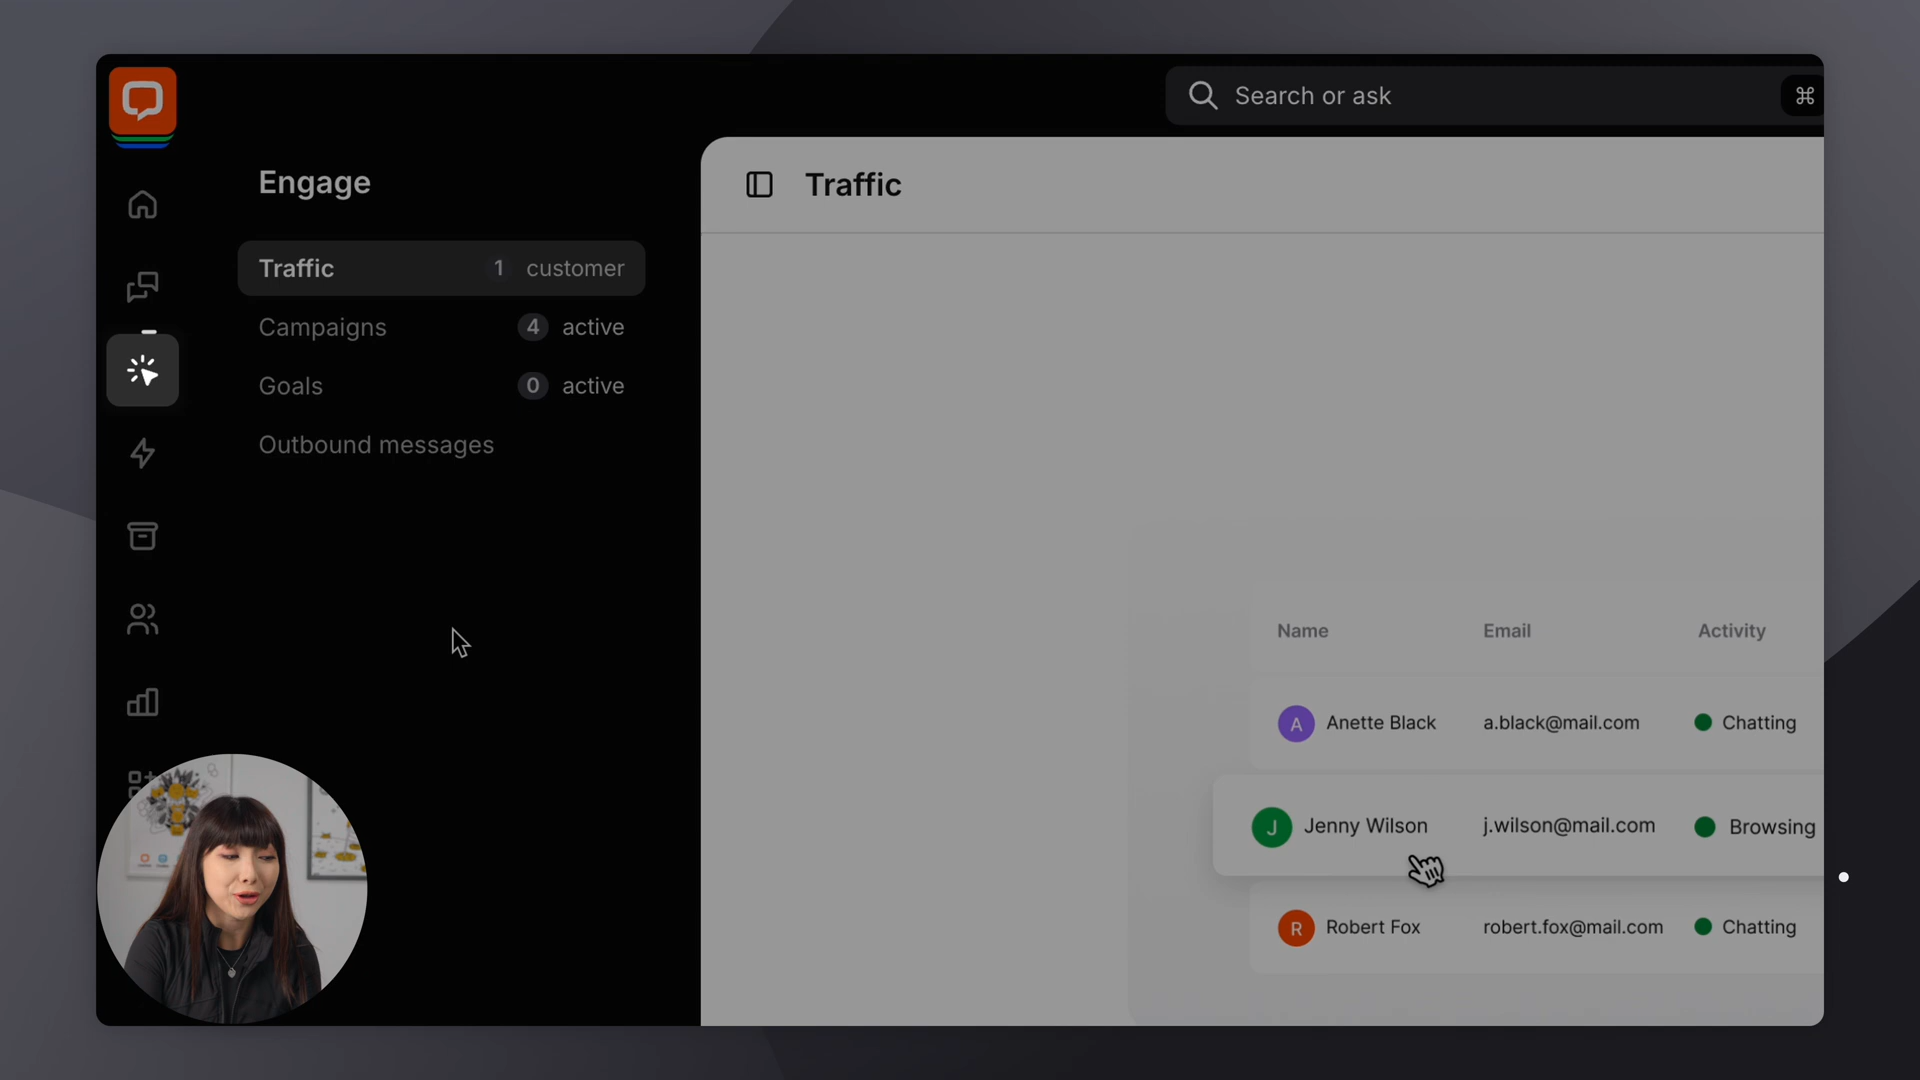 Search or ask
⌘
Engage
Traffic 1 customer
Campaigns 4 active
Goals 0 active
Outbound messages
Traffic
Name Email Activity
A Anette Black a.black@mail.com Chatting
J Jenny Wilson j.wilson@mail.com Browsing
R Robert Fox robert.fox@mail.com Chatting